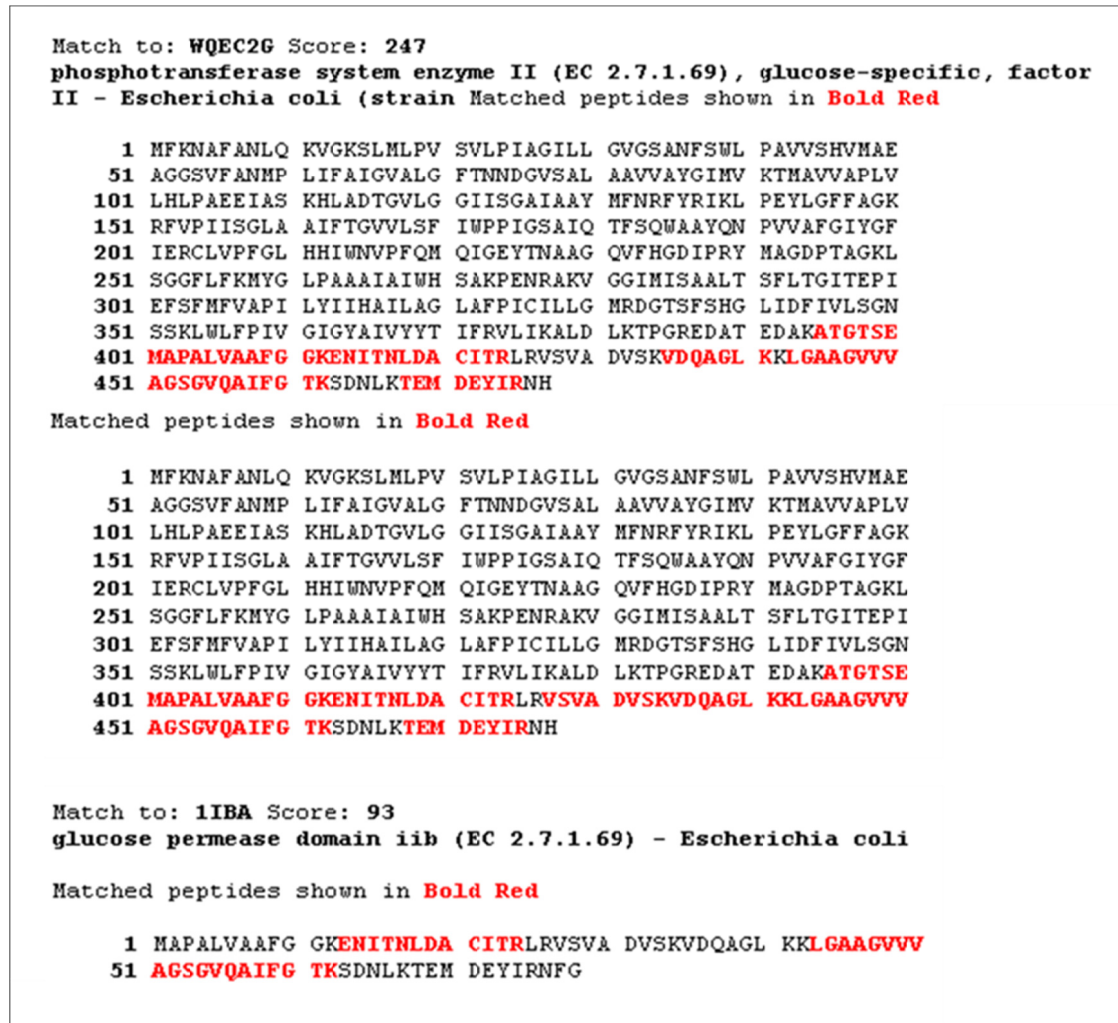 Match to: WQEC2G Score: 247
phosphotransferase system enzyme II (EC 2.7.1.69), glucose-specific, factor
II - Escherichia coli (strain Matched peptides shown in Bold Red
1 MFKNAFANLQ KVGKSLMLPV SVLPIAGILL GVGSANFSWL PAVVSHVMAE
51 AGGSVFANMP LIFAIGVALG FTNNDGVSAL AAVVAYGIMV KTMAVVAPLV
101 LHLPAEEIAS KHLADTGVLG GIISGAIAAY MFNRFYRIKL PEYLGFFAGK
151 RFVPIISGLA AIFTGVVLSF IWPPIGSAIQ TFSQWAAYQN PVVAFGIYGF
201 IERCLVPFGL HHIWNVPFQM QIGEYTNAAG QVFHGDIPRY MAGDPTAGKL
251 SGGFLFKMYG LPAAAIAIWH SAKPENRAKV GGIMISAALT SFLTGITEPI
301 EFSFMFVAPI LYIIHAILAG LAFPICILLG MRDGTSFSHG LIDFIVLSGN
351 SSKLWLFPIV GIGYAIVYYT IFRVLIKALD LKTPGREDAT EDAKATGTSE
401 MAPALVAAFG GKENITNLDA CITRLRVSVA DVSKVDQAGL KKLGAAGVVV
451 AGSGVQAIFG TKSDNLKTEM DEYIRNH
Matched peptides shown in Bold Red
1 MFKNAFANLQ KVGKSLMLPV SVLPIAGILL GVGSANFSWL PAVVSHVMAE
51 AGGSVFANMP LIFAIGVALG FTNNDGVSAL AAVVAYGIMV KTMAVVAPLV
101 LHLPAEEIAS KHLADTGVLG GIISGAIAAY MFNRFYRIKL PEYLGFFAGK
151 RFVPIISGLA AIFTGVVLSF IWPPIGSAIQ TFSQWAAYQN PVVAFGIYGF
201 IERCLVPFGL HHIWNVPFQM QIGEYTNAAG QVFHGDIPRY MAGDPTAGKL
251 SGGFLFKMYG LPAAAIAIWH SAKPENRAKV GGIMISAALT SFLTGITEPI
301 EFSFMFVAPI LYIIHAILAG LAFPICILLG MRDGTSFSHG LIDFIVLSGN
351 SSKLWLFPIV GIGYAIVYYT IFRVLIKALD LKTPGREDAT EDAKATGTSE
401 MAPALVAAFG GKENITNLDA CITRLRVSVA DVSKVDQAGL KKLGAAGVVV
451 AGSGVQAIFG TKSDNLKTEM DEYIRNH
Match to: 1IBA Score: 93
glucose permease domain iib (EC 2.7.1.69) - Escherichia coli
Matched peptides shown in Bold Red
1 MAPALVAAFG GKENITNLDA CITRLRVSVA DVSKVDQAGL KKLGAAGVVV
51 AGSGVQAIFG TKSDNLKTEM DEYIRNFG